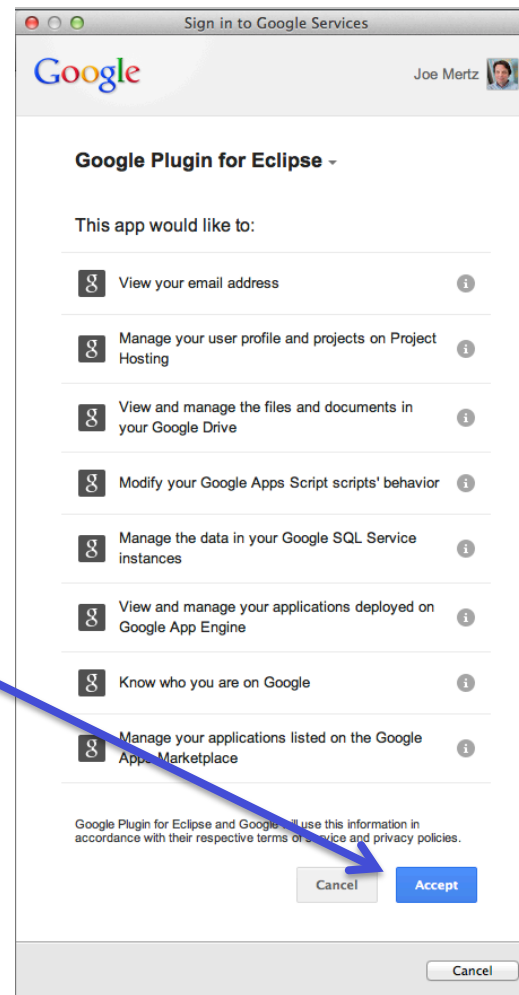 Sign in to Google Services
Google
Joe Mertz
Google Plugin for Eclipse
This app would like to:
View your email address
Manage your user profile and projects on Project
Hosting
View and manage the files and documents in
your Google Drive
Modify your Google Apps Script scripts' behavior
Manage the data in your Google SQL Service
instances
View and manage your applications deployed on
Google App Engine
Know who you are on Google
Manage your applications listed on the Google
Apps Marketplace
Google Plugin for Eclipse and Google will use this information in
accordance with their respective terms of service and privacy policies.
Cancel
Accept
Cancel